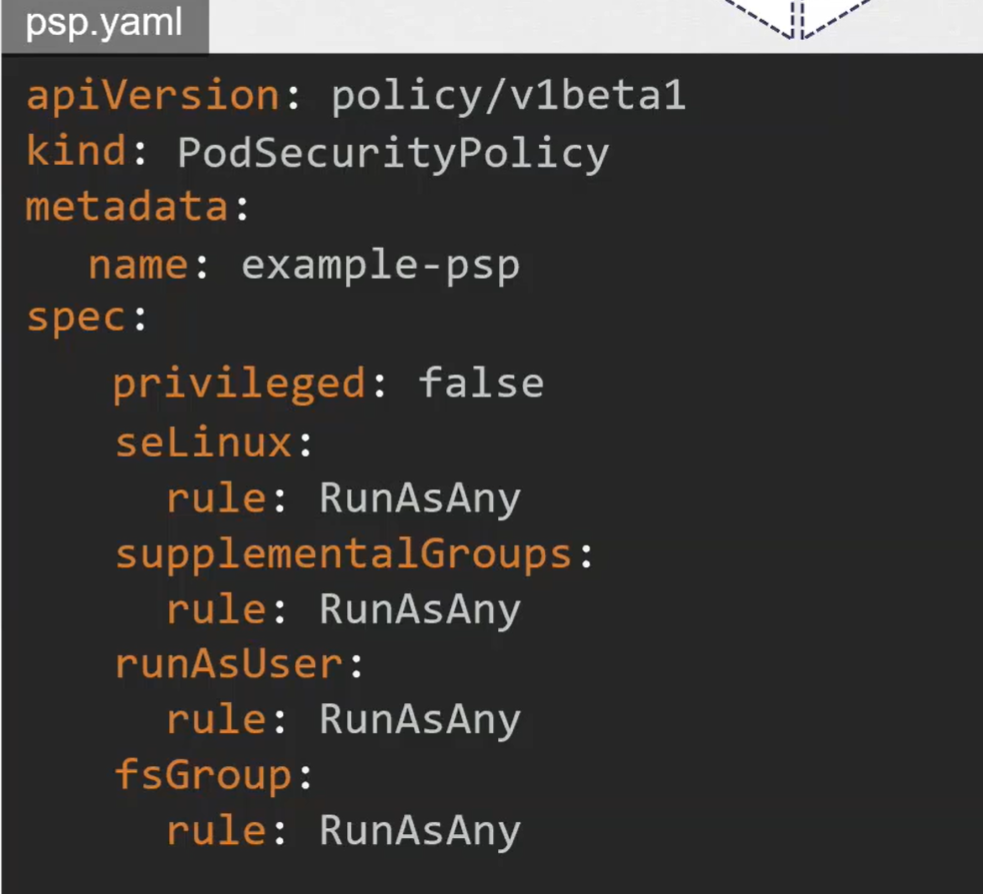 psp.yaml
apiVersion: policy/v1beta1
kind: PodSecurityPolicy
metadata:
  name: example-psp
spec:
   privileged: false
   seLinux:
     rule: RunAsAny
   supplementalGroups:
     rule: RunAsAny
   runAsUser:
     rule: RunAsAny
   fsGroup:
     rule: RunAsAny